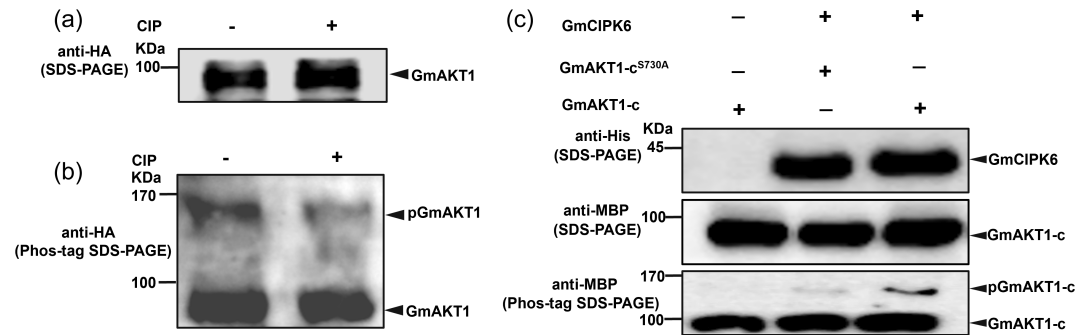 (a)
CIP - +
KDa
anti-HA
(SDS-PAGE)
100
GmAKT1
(b)
CIP - +
KDa
170
pGmAKT1
anti-HA
(Phos-tag SDS-PAGE)
100
GmAKT1
(c)
GmCIPK6 – + +
GmAKT1-cS730A – + –
GmAKT1-c + – +
KDa
anti-His
(SDS-PAGE)
45
GmCIPK6
anti-MBP
(SDS-PAGE)
100
GmAKT1-c
170
anti-MBP
(Phos-tag SDS-PAGE)
pGmAKT1-c
100
GmAKT1-c